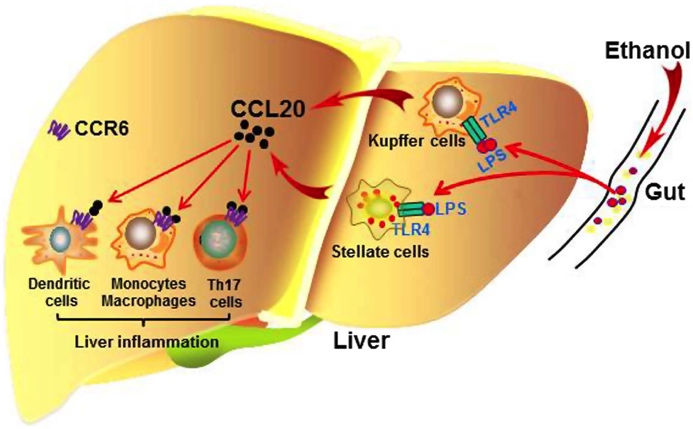 Ethanol
CCL20
TLR4
CCR6
Kupffer cells
LPS
Gut
LPS
TLR4
Stellate cells
Dendritic
cells
Monocytes
Macrophages
Th17
cells
Liver inflammation
Liver